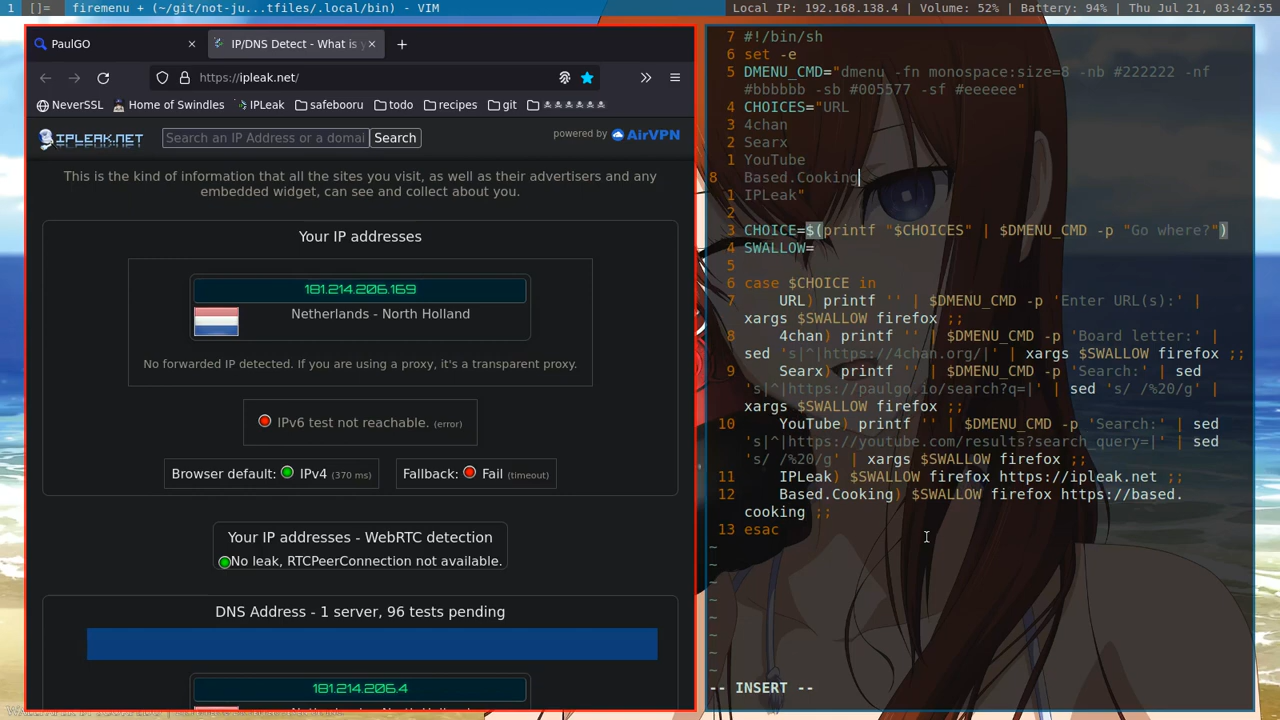 1 []= firemenu + (~/git/not-ju...tfiles/.local/bin) - VIM
Local IP: 192.168.138.4 | Volume: 52% | Battery: 94% | Thu Jul 21, 03:42:55
PaulGO
IP/DNS Detect - What is y
https://ipleak.net/
NeverSSL Home of Swindles IPLeak safebooru todo recipes git
IPLEAK.NET
Search an IP Address or a domai Search
powered by AirVPN
This is the kind of information that all the sites you visit, as well as their advertisers and any
embedded widget, can see and collect about you.
Your IP addresses
181.214.206.169
Netherlands - North Holland
No forwarded IP detected. If you are using a proxy, it's a transparent proxy.
IPv6 test not reachable. (error)
Browser default: IPv4 (370 ms) Fallback: Fail (timeout)
Your IP addresses - WebRTC detection
No leak, RTCPeerConnection not available.
DNS Address - 1 server, 96 tests pending
181.214.206.4
7 #!/bin/sh
6 set -e
5 DMENU_CMD="dmenu -fn monospace:size=8 -nb #222222 -nf
#bbbbbb -sb #005577 -sf #eeeeee"
4 CHOICES="URL
3 4chan
2 Searx
1 YouTube
8 Based.Cooking
1 IPLeak"
2
3 CHOICE=$(printf "$CHOICES" | $DMENU_CMD -p "Go where?")
4 SWALLOW=
5
6 case $CHOICE in
7 URL) printf '' | $DMENU_CMD -p 'Enter URL(s):' |
xargs $SWALLOW firefox ;;
8 4chan) printf '' | $DMENU_CMD -p 'Board letter:' |
sed 's|^|https://4chan.org/|' | xargs $SWALLOW firefox ;;
9 Searx) printf '' | $DMENU_CMD -p 'Search:' | sed
's|^|https://paulgo.io/search?q=|' | sed 's/ /%20/g' |
xargs $SWALLOW firefox ;;
10 YouTube) printf '' | $DMENU_CMD -p 'Search:' | sed
's|^|https://youtube.com/results?search_query=|' | sed
's/ /%20/g' | xargs $SWALLOW firefox ;;
11 IPLeak) $SWALLOW firefox https://ipleak.net ;;
12 Based.Cooking) $SWALLOW firefox https://based.
cooking ;;
13 esac
~
~
~
~
~
~
~
~
-- INSERT --